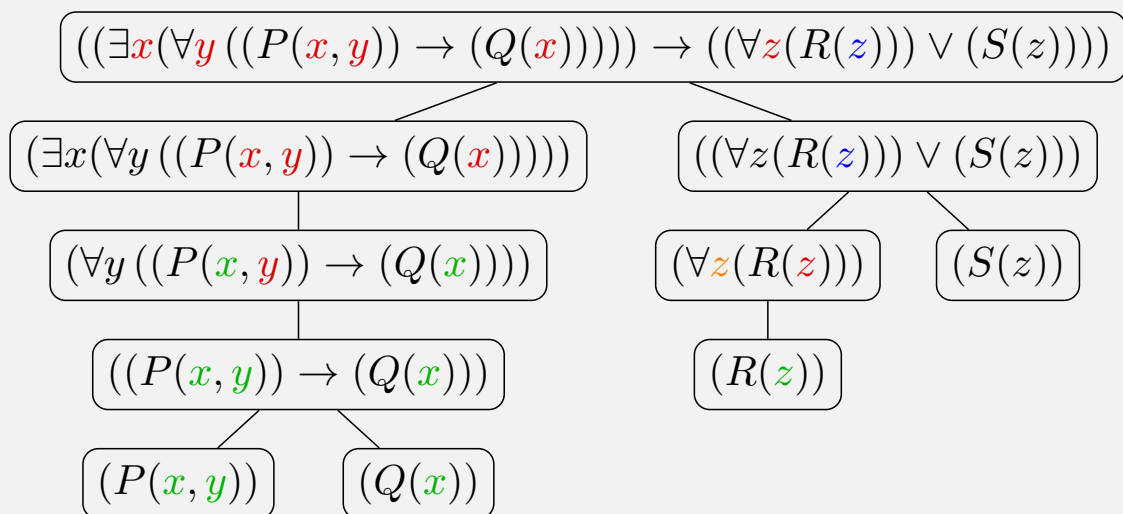 ((∃x(∀y ((P(x, y)) → (Q(x))))) → ((∀z(R(z))) ∨ (S(z))))
(∃x(∀y ((P(x, y)) → (Q(x)))))
((∀z(R(z))) ∨ (S(z)))
(∀y ((P(x, y)) → (Q(x))))
(∀z(R(z)))
(S(z))
((P(x, y)) → (Q(x)))
(R(z))
(P(x, y))
(Q(x))